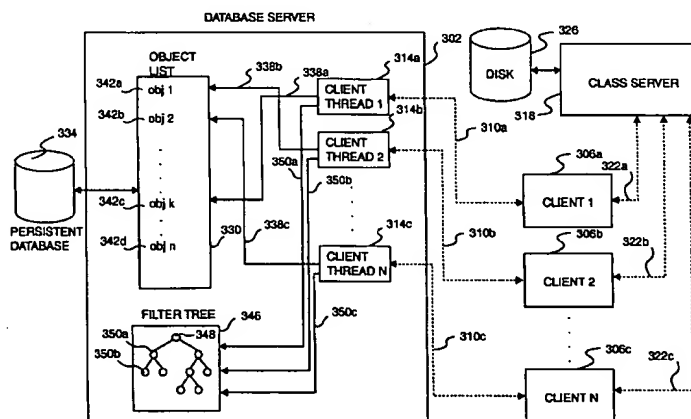 DATABASE SERVER
OBJECT
LIST
342a
obj 1
342b
obj 2
342c
obj k
342d
obj n
330
338b
338a
338c
314a
CLIENT
THREAD 1
314b
CLIENT
THREAD 2
350a
350b
314c
CLIENT
THREAD N
350c
302
334
PERSISTENT
DATABASE
FILTER TREE
346
348
350a
350b
326
DISK
318
CLASS SERVER
310a
310b
310c
306a
CLIENT 1
322a
306b
CLIENT 2
322b
306c
CLIENT N
322c